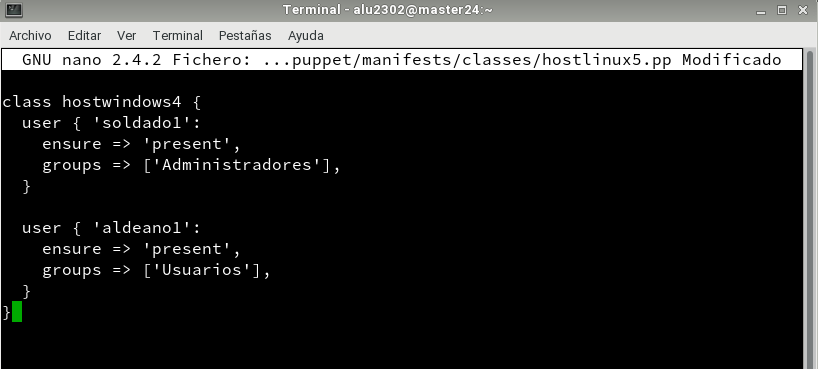 Terminal - alu2302@master24:~
Archivo Editar Ver Terminal Pestañas Ayuda
GNU nano 2.4.2 Fichero: ...puppet/manifests/classes/hostlinux5.pp Modificado
class hostwindows4 {
  user { 'soldado1':
    ensure => 'present',
    groups => ['Administradores'],
  }
  user { 'aldeano1':
    ensure => 'present',
    groups => ['Usuarios'],
  }
}